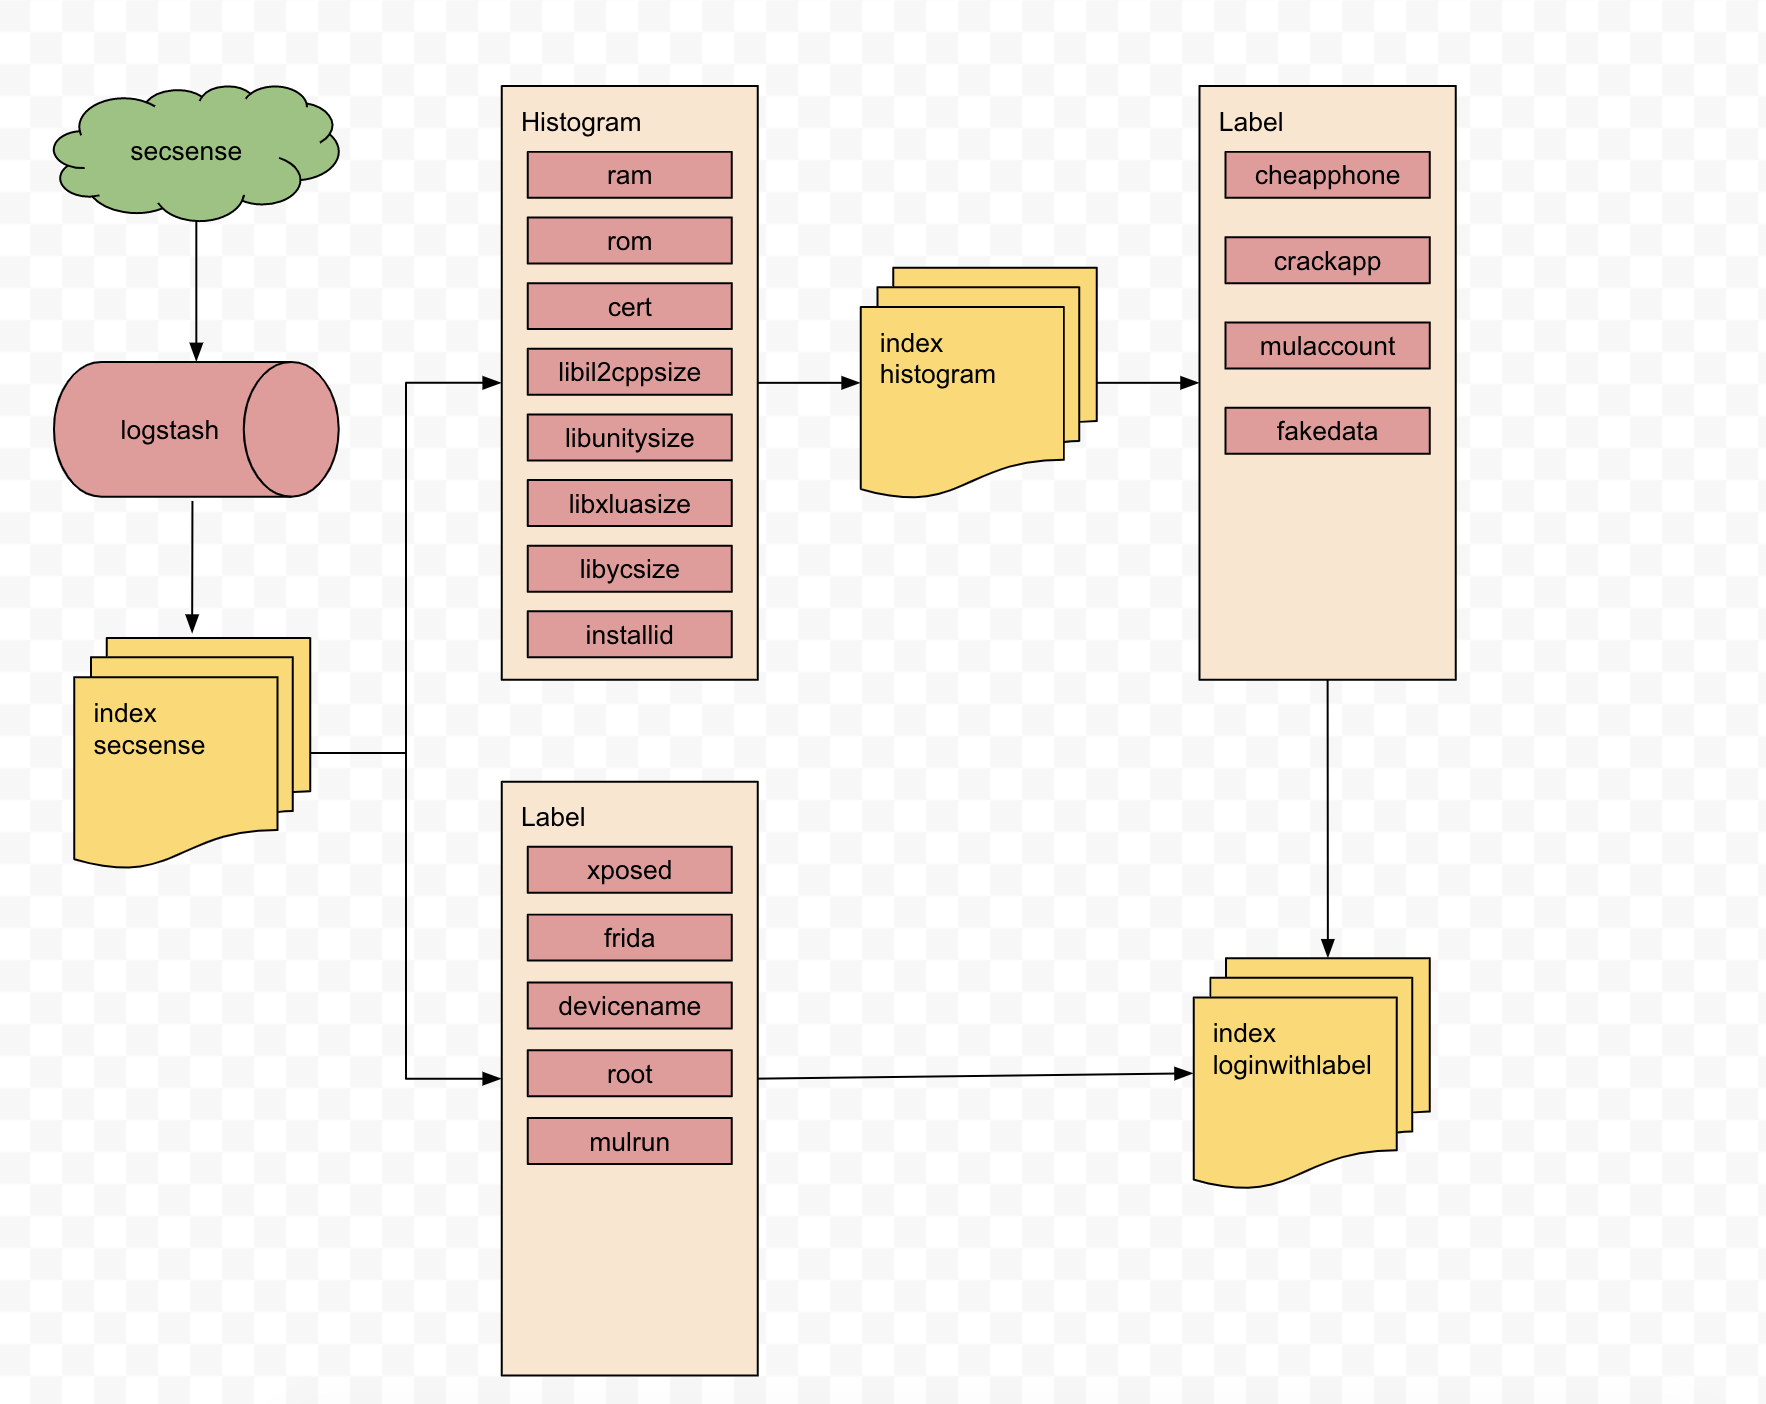 secsense
logstash
index
secsense
Histogram
ram
rom
cert
libil2cppsize
libunitysize
libxluasize
libycsize
installid
Label
xposed
frida
devicename
root
mulrun
index
histogram
Label
cheapphone
crackapp
mulaccount
fakedata
index
loginwithlabel